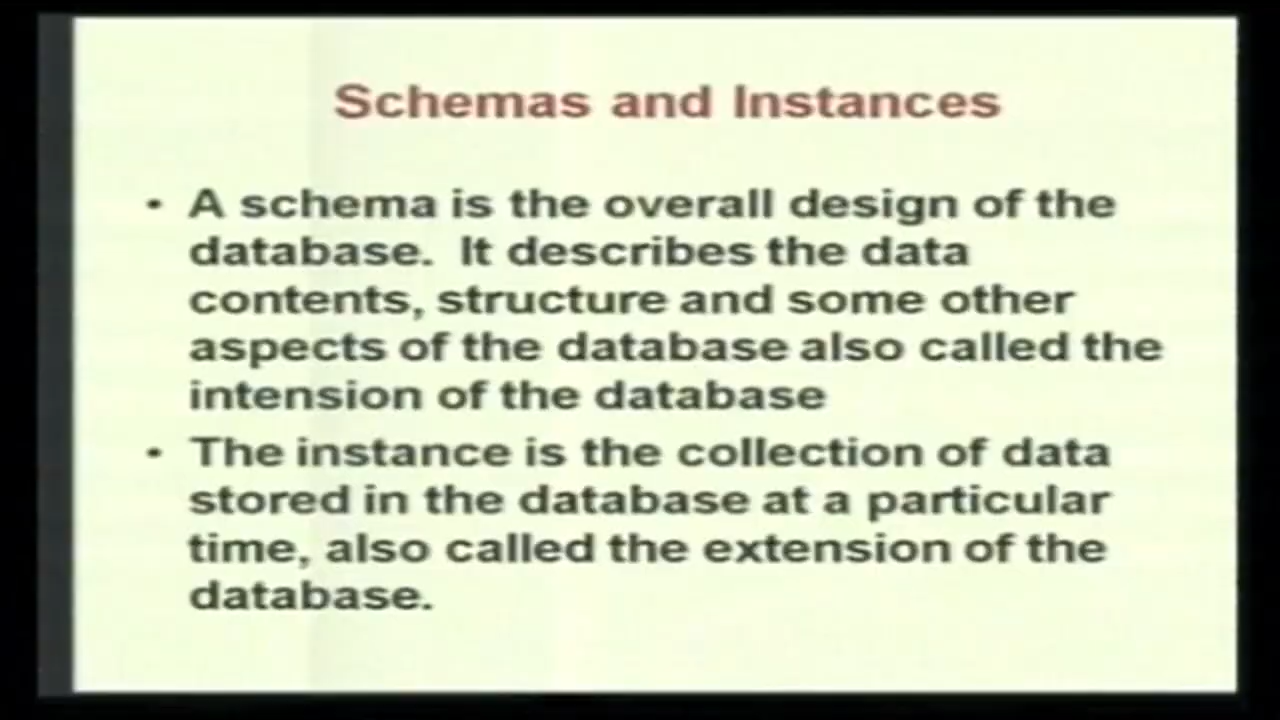 Schemas and Instances
• A schema is the overall design of the
database. It describes the data
contents, structure and some other
aspects of the database also called the
intension of the database
• The instance is the collection of data
stored in the database at a particular
time, also called the extension of the
database.